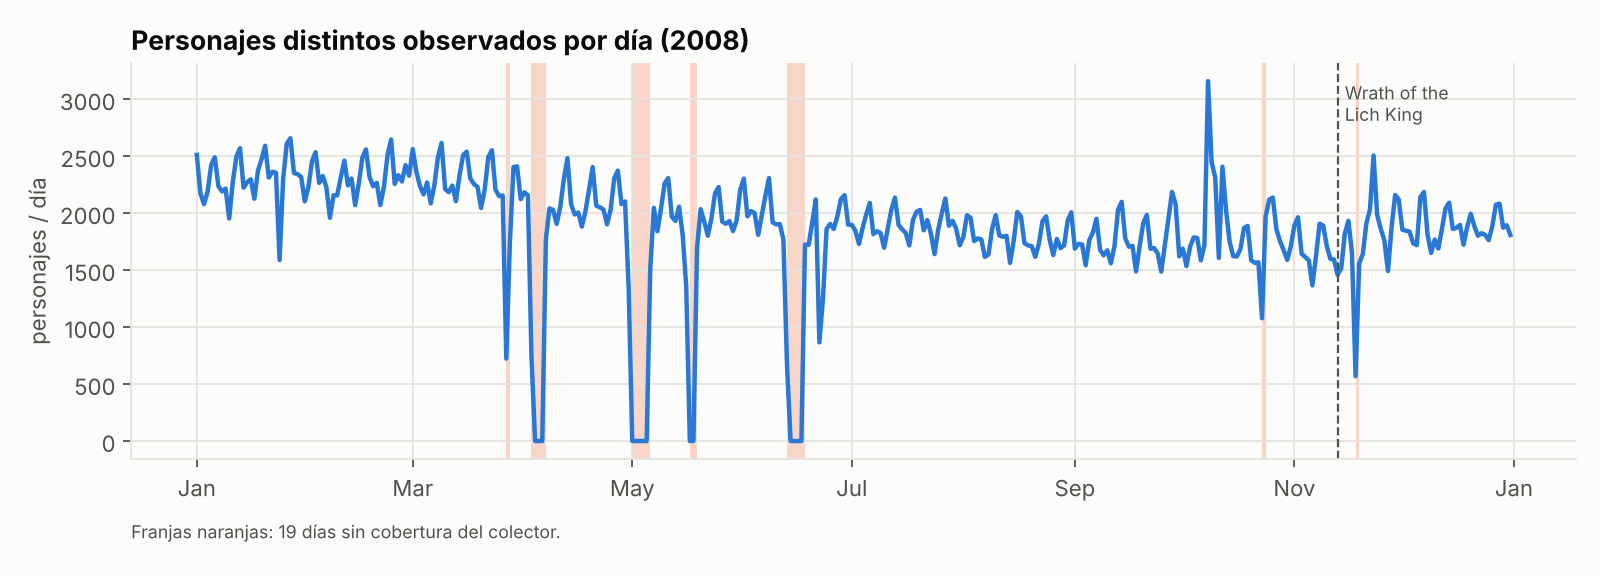 Personajes distintos observados por día (2008)
personajes / día
3000
2500
2000
1500
1000
500
0
Wrath of the
Lich King
Jan
Mar
May
Jul
Sep
Nov
Jan
Franjas naranjas: 19 días sin cobertura del colector.